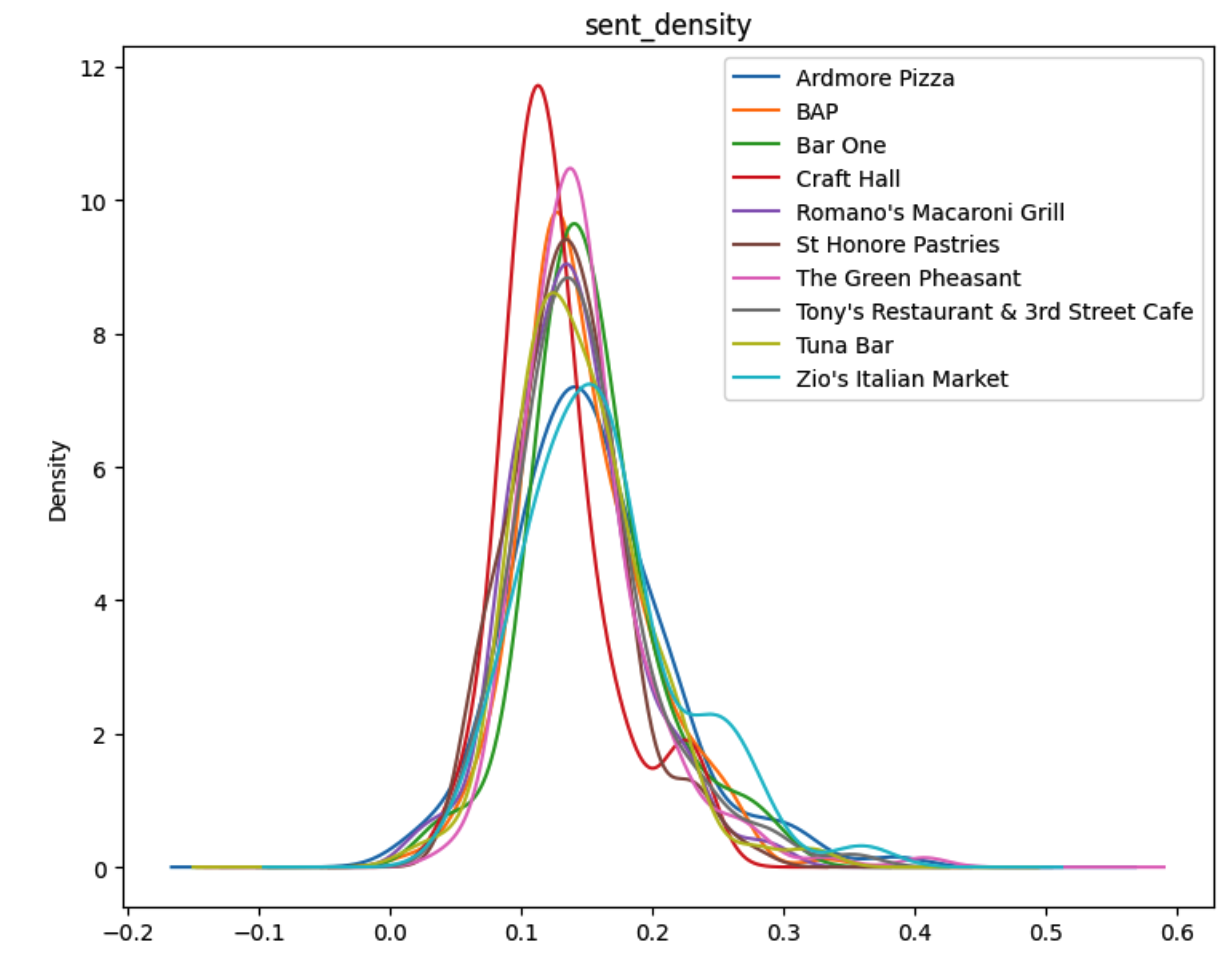 sent_density
12
10
8
6
4
2
0
Density
Ardmore Pizza
BAP
Bar One
Craft Hall
Romano's Macaroni Grill
St Honore Pastries
The Green Pheasant
Tony's Restaurant & 3rd Street Cafe
Tuna Bar
Zio's Italian Market
−0.2 −0.1 0.0 0.1 0.2 0.3 0.4 0.5 0.6